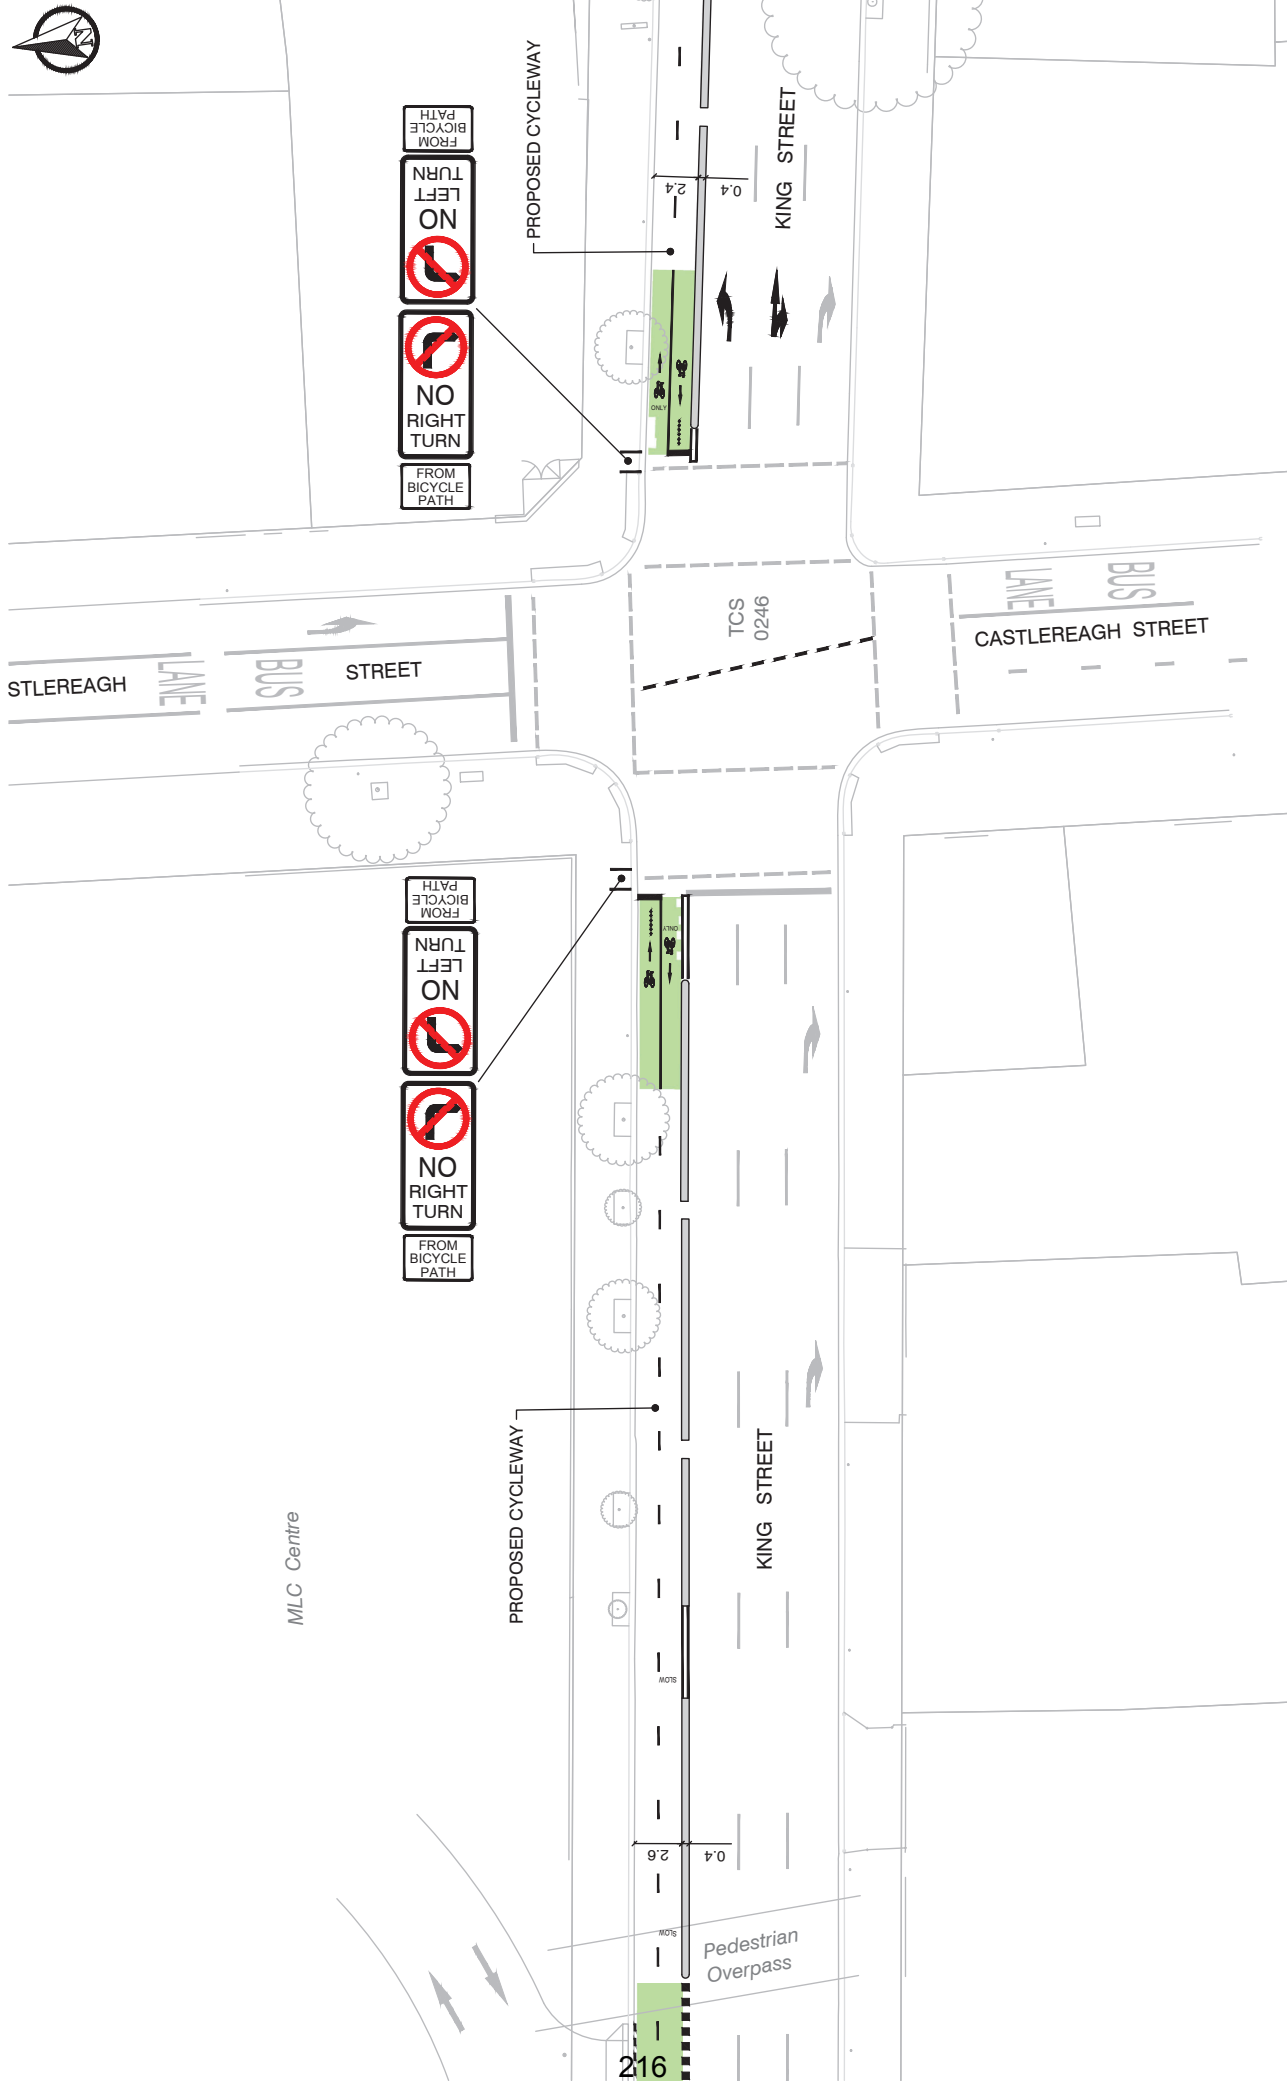 N
FROM
BICYCLE
PATH
NO
LEFT
TURN
NO
RIGHT
TURN
FROM
BICYCLE
PATH
PROPOSED CYCLEWAY
2.4
0.4
KING STREET
ONLY
TCS
0246
BUS
LANE
CASTLEREAGH STREET
STLEREAGH
LANE
BUS
STREET
FROM
BICYCLE
PATH
NO
LEFT
TURN
NO
RIGHT
TURN
FROM
BICYCLE
PATH
ONLY
PROPOSED CYCLEWAY
KING STREET
MLC Centre
SLOW
2.6
0.4
SLOW
Pedestrian
Overpass
216